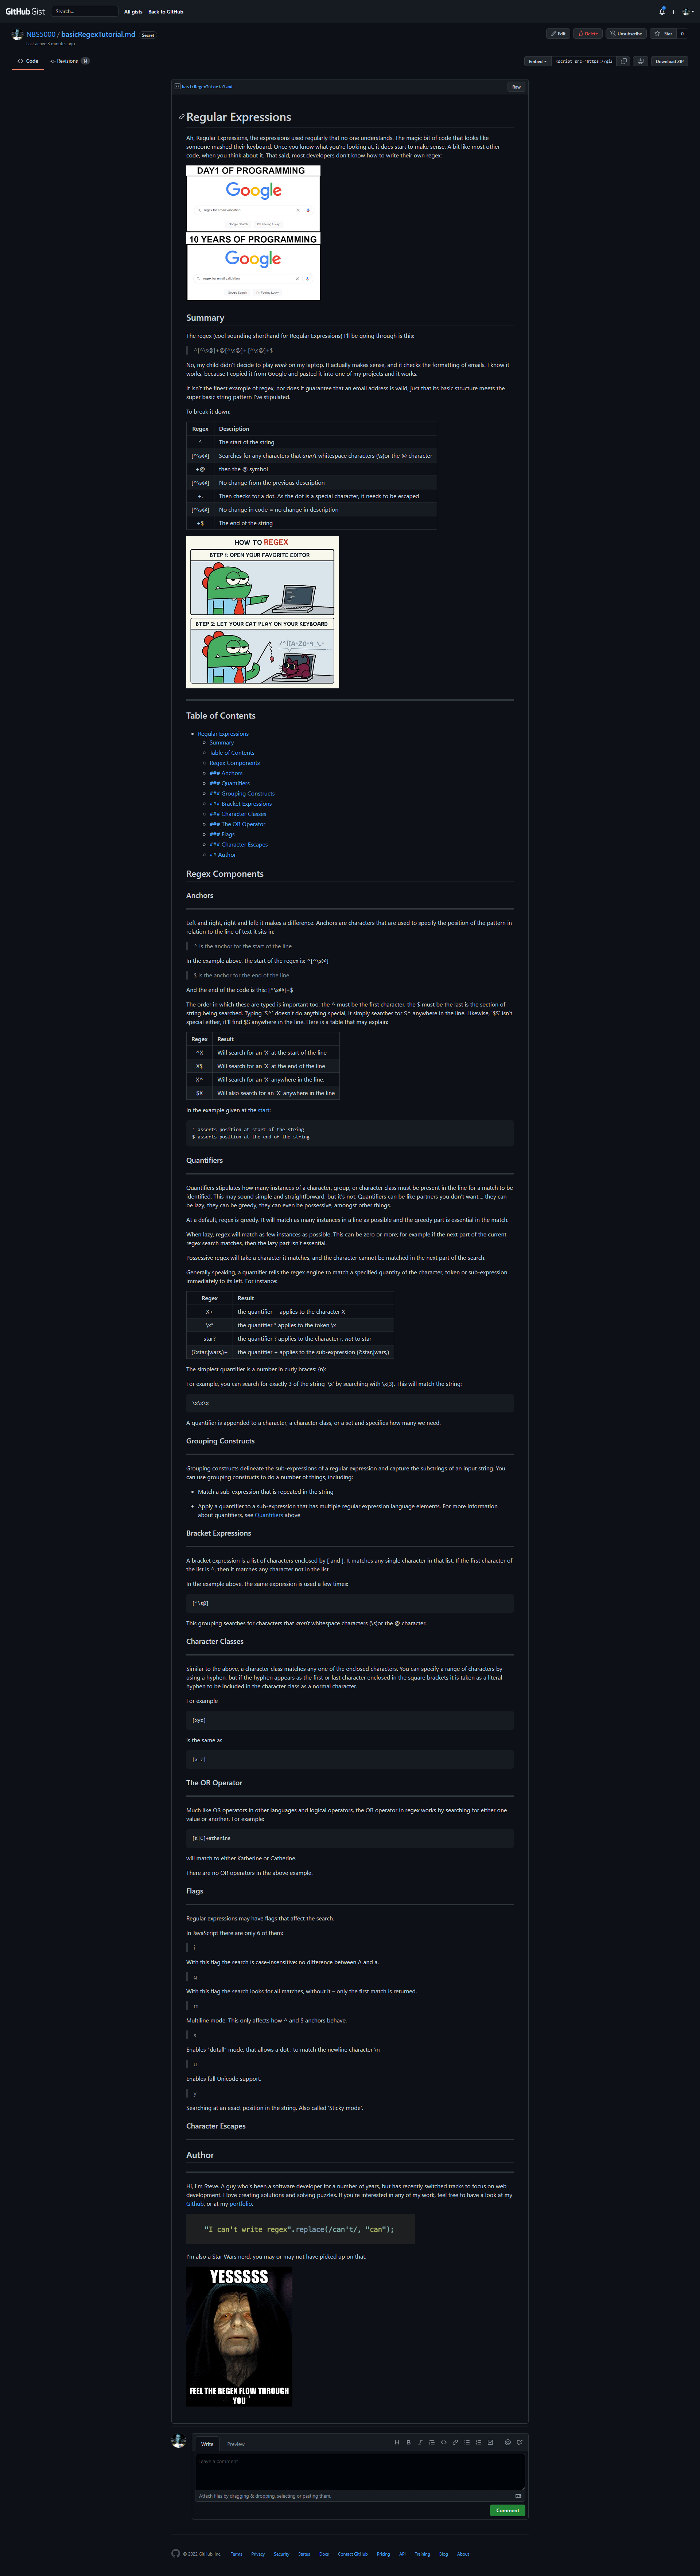 GitHub Gist Search... All gists Back to GitHub
NBS5000 / basicRegexTutorial.md Secret
Last active 3 minutes ago
Edit Delete Unsubscribe Star 0
Code Revisions 16
Embed <script src="https://gi Download ZIP
basicRegexTutorial.md Raw
Regular Expressions
Ah, Regular Expressions, the expressions used regularly that no one understands. The magic bit of code that looks like
someone mashed their keyboard. Once you know what you're looking at, it does start to make sense. A bit like most other
code, when you think about it. That said, most developers don't know how to write their own regex:
DAY1 OF PROGRAMMING
Google
regex for email validation
Google Search I'm Feeling Lucky
10 YEARS OF PROGRAMMING
Google
regex for email validation
Google Search I'm Feeling Lucky
Summary
The regex (cool sounding shorthand for Regular Expressions) I'll be going through is this:
^[^\s@]+@[^\s@]+.[^\s@]+$
No, my child didn't decide to play work on my laptop. It actually makes sense, and it checks the formatting of emails. I know it
works, because I copied it from Google and pasted it into one of my projects and it works.
It isn't the finest example of regex, nor does it guarantee that an email address is valid, just that its basic structure meets the
super basic string pattern I've stipulated.
To break it down:
Regex Description
^ The start of the string
[^\s@] Searches for any characters that aren't whitespace characters (\s)or the @ character
+@ then the @ symbol
[^\s@] No change from the previous description
+. Then checks for a dot. As the dot is a special character, it needs to be escaped
[^\s@] No change in code = no change in description
+$ The end of the string
HOW TO REGEX
STEP 1: OPEN YOUR FAVORITE EDITOR
STEP 2: LET YOUR CAT PLAY ON YOUR KEYBOARD
Table of Contents
Regular Expressions
Summary
Table of Contents
Regex Components
### Anchors
### Quantifiers
### Grouping Constructs
### Bracket Expressions
### Character Classes
### The OR Operator
### Flags
### Character Escapes
## Author
Regex Components
Anchors
Left and right, right and left: it makes a difference. Anchors are characters that are used to specify the position of the pattern in
relation to the line of text it sits in:
^ is the anchor for the start of the line
In the example above, the start of the regex is: ^[^\s@]
$ is the anchor for the end of the line
And the end of the code is this: [^\s@]+$
The order in which these are typed is important too, the ^ must be the first character, the $ must be the last is the section of
string being searched. Typing 'S^' doesn't do anything special, it simply searches for S^ anywhere in the line. Likewise, '$S' isn't
special either, it'll find $S anywhere in the line. Here is a table that may explain:
Regex Result
^X Will search for an 'X' at the start of the line
X$ Will search for an 'X' at the end of the line
X^ Will search for an 'X' anywhere in the line.
$X Will also search for an 'X' anywhere in the line
In the example given at the start:
^ asserts position at start of the string
$ asserts position at the end of the string
Quantifiers
Quantifiers stipulates how many instances of a character, group, or character class must be present in the line for a match to be
identified. This may sound simple and straightforward, but it's not. Quantifiers can be like partners you don't want.... they can
be lazy, they can be greedy, they can even be possessive, amongst other things.
At a default, regex is greedy. It will match as many instances in a line as possible and the greedy part is essential in the match.
When lazy, regex will match as few instances as possible. This can be zero or more; for example if the next part of the current
regex search matches, then the lazy part isn't essential.
Possessive regex will take a character it matches, and the character cannot be matched in the next part of the search.
Generally speaking, a quantifier tells the regex engine to match a specified quantity of the character, token or sub-expression
immediately to its left. For instance:
Regex Result
X+ the quantifier + applies to the character X
\x* the quantifier * applies to the token \x
star? the quantifier ? applies to the character r, not to star
(?:star,|wars,)+ the quantifier + applies to the sub-expression (?:star,|wars,)
The simplest quantifier is a number in curly braces: {n}:
For example, you can search for exactly 3 of the string '\x' by searching with \x{3}. This will match the string:
\x\x\x
A quantifier is appended to a character, a character class, or a set and specifies how many we need.
Grouping Constructs
Grouping constructs delineate the sub-expressions of a regular expression and capture the substrings of an input string. You
can use grouping constructs to do a number of things, including:
Match a sub-expression that is repeated in the string
Apply a quantifier to a sub-expression that has multiple regular expression language elements. For more information
about quantifiers, see Quantifiers above
Bracket Expressions
A bracket expression is a list of characters enclosed by [ and ]. It matches any single character in that list. If the first character of
the list is ^, then it matches any character not in the list
In the example above, the same expression is used a few times:
[^\s@]
This grouping searches for characters that aren't whitespace characters (\s)or the @ character.
Character Classes
Similar to the above, a character class matches any one of the enclosed characters. You can specify a range of characters by
using a hyphen, but if the hyphen appears as the first or last character enclosed in the square brackets it is taken as a literal
hyphen to be included in the character class as a normal character.
For example
[xyz]
is the same as
[x-z]
The OR Operator
Much like OR operators in other languages and logical operators, the OR operator in regex works by searching for either one
value or another. For example:
[K|C]+atherine
will match to either Katherine or Catherine.
There are no OR operators in the above example.
Flags
Regular expressions may have flags that affect the search.
In JavaScript there are only 6 of them:
i
With this flag the search is case-insensitive: no difference between A and a.
g
With this flag the search looks for all matches, without it – only the first match is returned.
m
Multiline mode. This only affects how ^ and $ anchors behave.
s
Enables "dotall" mode, that allows a dot . to match the newline character \n
u
Enables full Unicode support.
y
Searching at an exact position in the string. Also called 'Sticky mode'.
Character Escapes
Author
Hi, I'm Steve. A guy who's been a software developer for a number of years, but has recently switched tracks to focus on web
development. I love creating solutions and solving puzzles. If you're interested in any of my work, feel free to have a look at my
Github, or at my portfolio.
"I can't write regex".replace(/can't/, "can");
I'm also a Star Wars nerd, you may or may not have picked up on that.
YESSSSS
FEEL THE REGEX FLOW THROUGH
YOU
Write Preview
Leave a comment
Attach files by dragging & dropping, selecting or pasting them.
Comment
© 2022 GitHub, Inc. Terms Privacy Security Status Docs Contact GitHub Pricing API Training Blog About